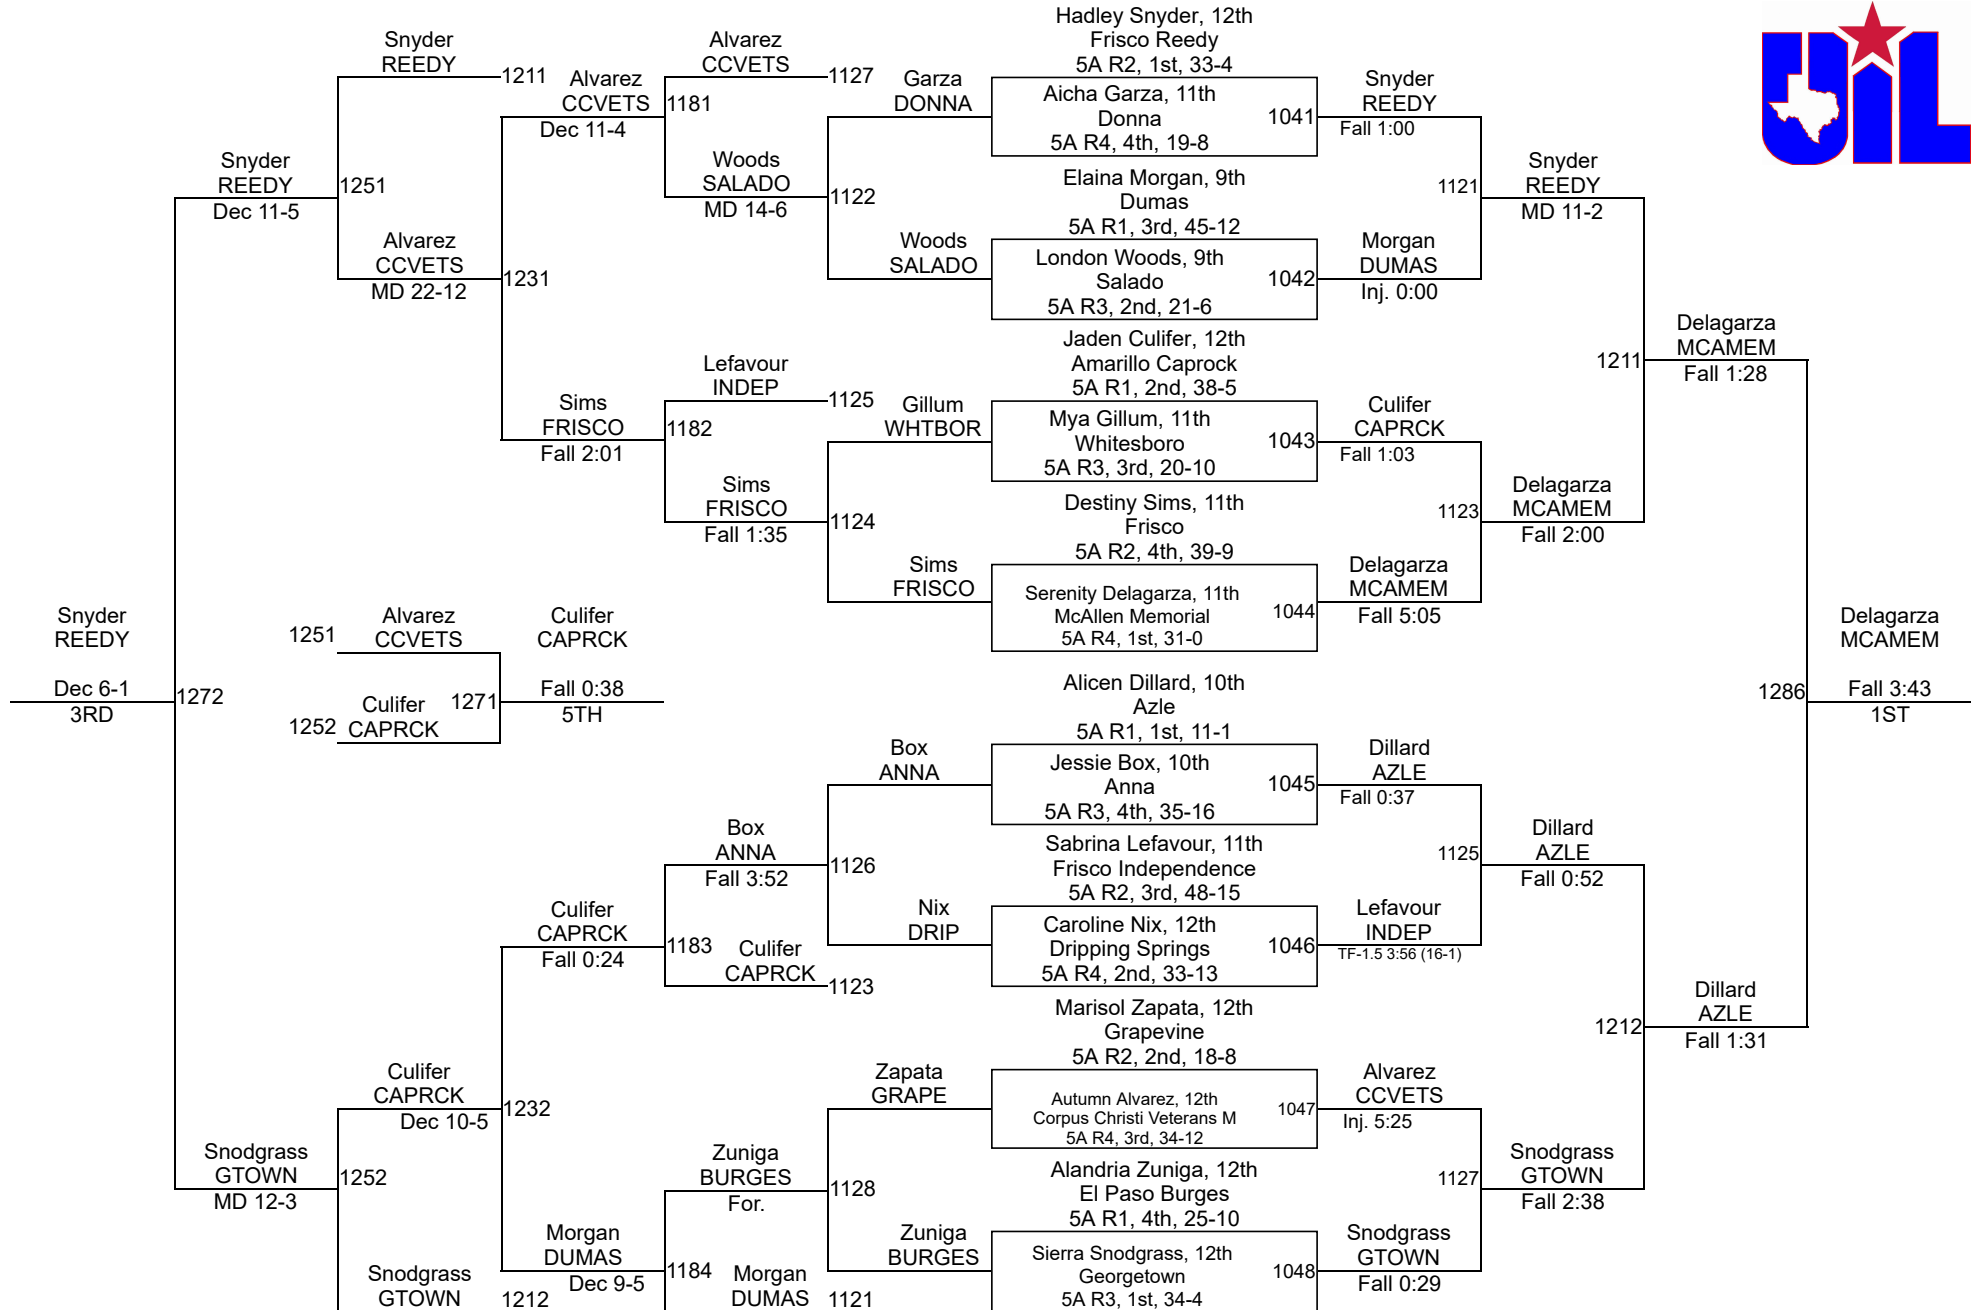 Snyder
REEDY
1211
Alvarez
CCVETS
Dec 11-4
1181
Alvarez
CCVETS
1127
Garza
DONNA
Woods
SALADO
MD 14-6
1122
Woods
SALADO
Snyder
REEDY
Dec 11-5
1251
Alvarez
CCVETS
MD 22-12
1231
Lefavour
INDEP
1125
Sims
FRISCO
Fall 2:01
1182
Gillum
WHTBOR
Sims
FRISCO
Fall 1:35
1124
Sims
FRISCO
Snyder
REEDY
Dec 6-1
3RD
1272
1251
Alvarez
CCVETS
1252
Culifer
CAPRCK
1271
Culifer
CAPRCK
Fall 0:38
5TH
Box
ANNA
Box
ANNA
Fall 3:52
1126
Nix
DRIP
Culifer
CAPRCK
Fall 0:24
1183
Culifer
CAPRCK
1123
Culifer
CAPRCK
Dec 10-5
1232
Zapata
GRAPE
Zuniga
BURGES
For.
1128
Zuniga
BURGES
Snodgrass
GTOWN
MD 12-3
1252
Morgan
DUMAS
Dec 9-5
1184
Morgan
DUMAS
1121
Snodgrass
GTOWN
1212
Hadley Snyder, 12th
Frisco Reedy
5A R2, 1st, 33-4
Aicha Garza, 11th
Donna
5A R4, 4th, 19-8
1041
Elaina Morgan, 9th
Dumas
5A R1, 3rd, 45-12
London Woods, 9th
Salado
5A R3, 2nd, 21-6
1042
Jaden Culifer, 12th
Amarillo Caprock
5A R1, 2nd, 38-5
Mya Gillum, 11th
Whitesboro
5A R3, 3rd, 20-10
1043
Destiny Sims, 11th
Frisco
5A R2, 4th, 39-9
Serenity Delagarza, 11th
McAllen Memorial
5A R4, 1st, 31-0
1044
Alicen Dillard, 10th
Azle
5A R1, 1st, 11-1
Jessie Box, 10th
Anna
5A R3, 4th, 35-16
1045
Sabrina Lefavour, 11th
Frisco Independence
5A R2, 3rd, 48-15
Caroline Nix, 12th
Dripping Springs
5A R4, 2nd, 33-13
1046
Marisol Zapata, 12th
Grapevine
5A R2, 2nd, 18-8
Autumn Alvarez, 12th
Corpus Christi Veterans M
5A R4, 3rd, 34-12
1047
Alandria Zuniga, 12th
El Paso Burges
5A R1, 4th, 25-10
Sierra Snodgrass, 12th
Georgetown
5A R3, 1st, 34-4
1048
Snyder
REEDY
Fall 1:00
1121
Morgan
DUMAS
Inj. 0:00
Snyder
REEDY
MD 11-2
1211
Culifer
CAPRCK
Fall 1:03
1123
Delagarza
MCAMEM
Fall 5:05
Delagarza
MCAMEM
Fall 2:00
Delagarza
MCAMEM
Fall 1:28
Dillard
AZLE
Fall 0:37
1125
Lefavour
INDEP
TF-1.5 3:56 (16-1)
Dillard
AZLE
Fall 0:52
1212
Alvarez
CCVETS
Inj. 5:25
1127
Snodgrass
GTOWN
Fall 0:29
Snodgrass
GTOWN
Fall 2:38
Dillard
AZLE
Fall 1:31
1286
Delagarza
MCAMEM
Fall 3:43
1ST
UIL